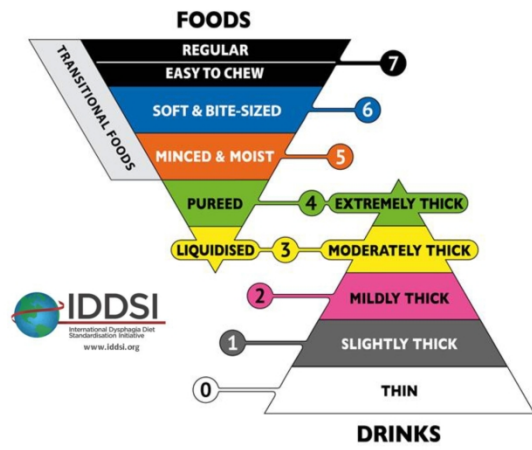 FOODS
REGULAR
EASY TO CHEW
7
TRANSITIONAL FOODS
SOFT & BITE-SIZED
6
MINCED & MOIST
5
PUREED
4
EXTREMELY THICK
LIQUIDISED
3
MODERATELY THICK
2
MILDLY THICK
IDDSI
International Dysphagia Diet
Standardisation Initiative
www.iddsi.org
1
SLIGHTLY THICK
0
THIN
DRINKS